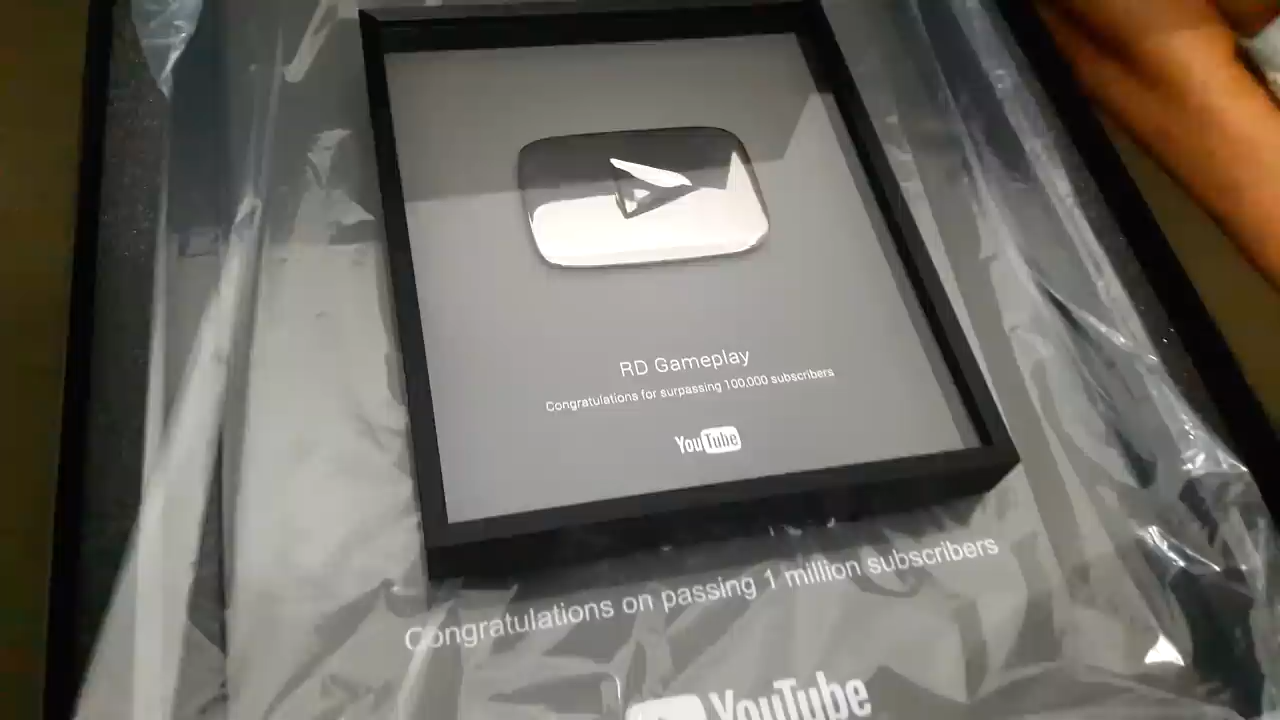 RD Gameplay
Congratulations for surpassing 100,000 subscribers
YouTube
Congratulations on passing 1 million subscribers
YouTube